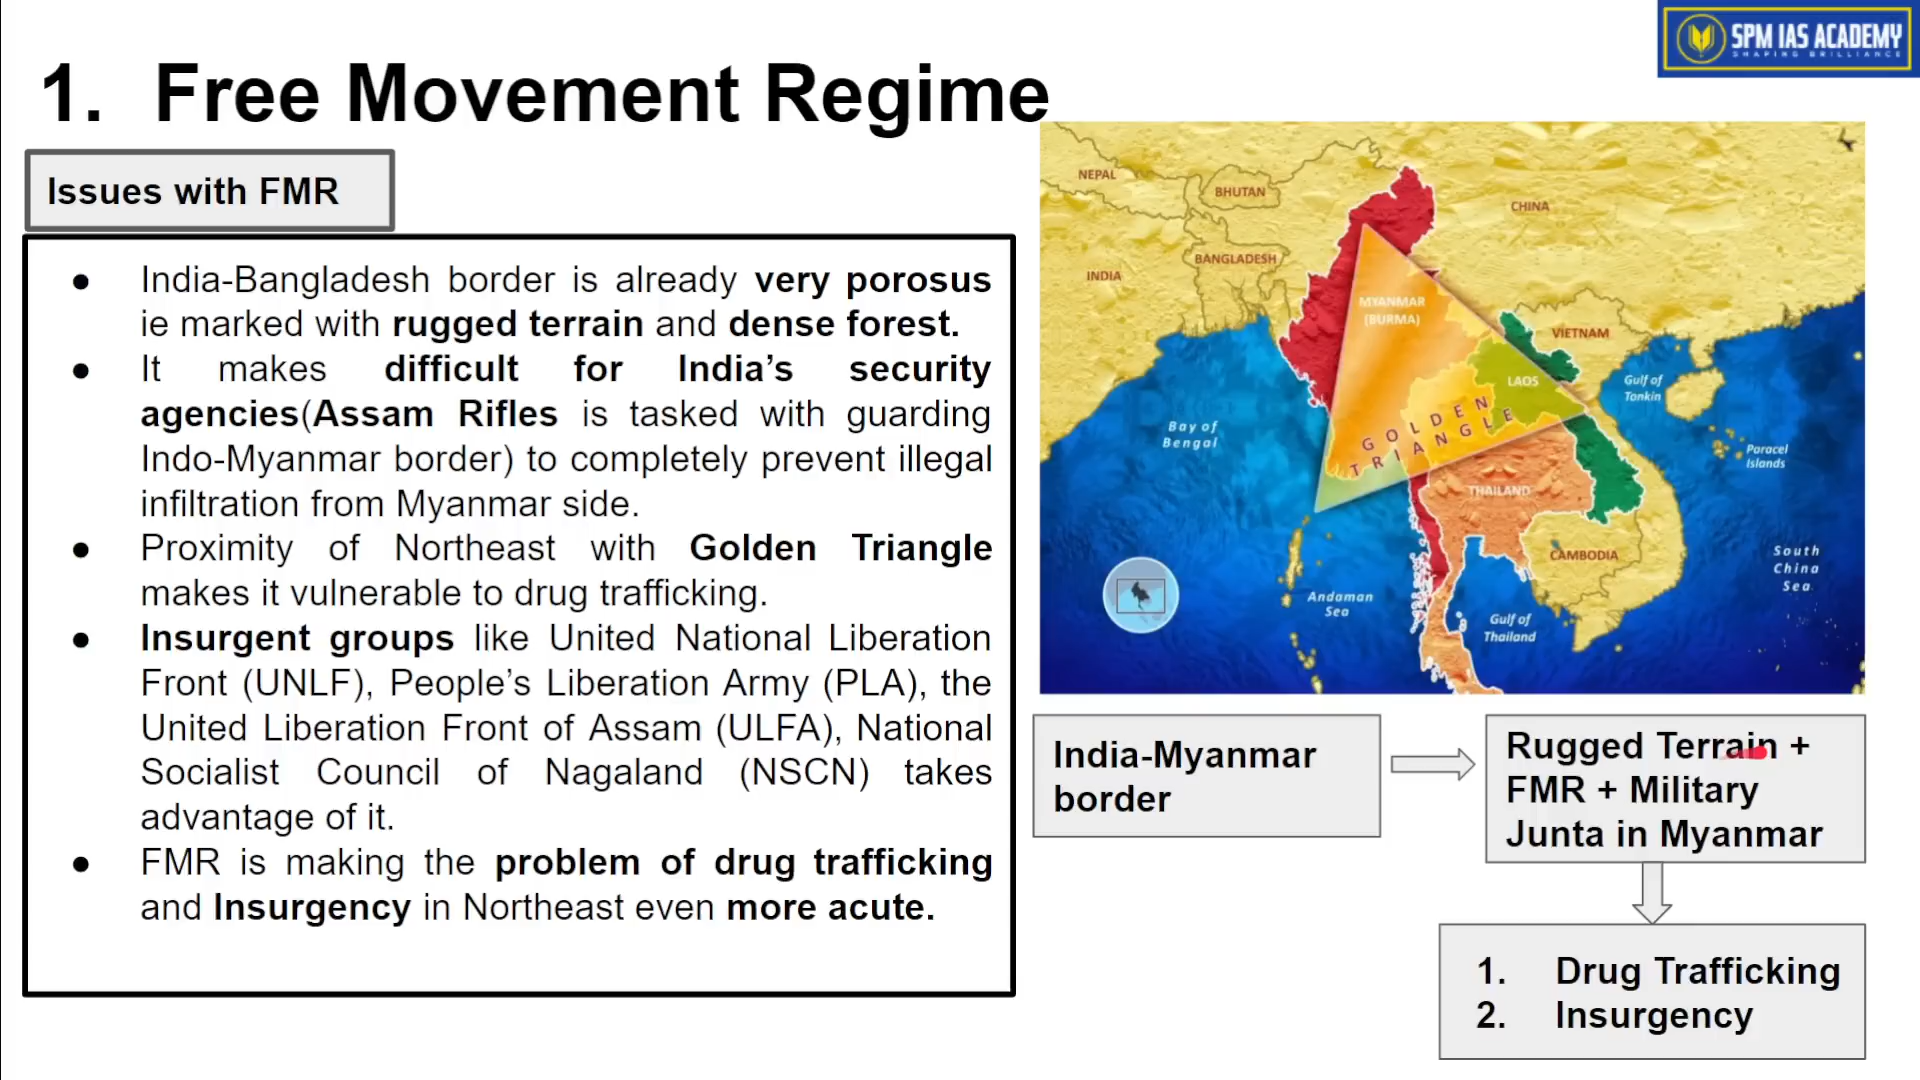 SPM IAS ACADEMY
SHAPING BRILLIANCE
1. Free Movement Regime
Issues with FMR
● India-Bangladesh border is already very porosus
ie marked with rugged terrain and dense forest.
● It makes difficult for India’s security
agencies(Assam Rifles is tasked with guarding
Indo-Myanmar border) to completely prevent illegal
infiltration from Myanmar side.
● Proximity of Northeast with Golden Triangle
makes it vulnerable to drug trafficking.
● Insurgent groups like United National Liberation
Front (UNLF), People’s Liberation Army (PLA), the
United Liberation Front of Assam (ULFA), National
Socialist Council of Nagaland (NSCN) takes
advantage of it.
● FMR is making the problem of drug trafficking
and Insurgency in Northeast even more acute.
NEPAL
BHUTAN
CHINA
BANGLADESH
INDIA
MYANMAR
(BURMA)
VIETNAM
LAOS
Gulf of
Tonkin
GOLDEN
TRIANGLE
Bay of
Bengal
Paracel
Islands
THAILAND
CAMBODIA
South
China
Sea
Andaman
Sea
Gulf of
Thailand
India-Myanmar
border
Rugged Terrain +
FMR + Military
Junta in Myanmar
1. Drug Trafficking
2. Insurgency